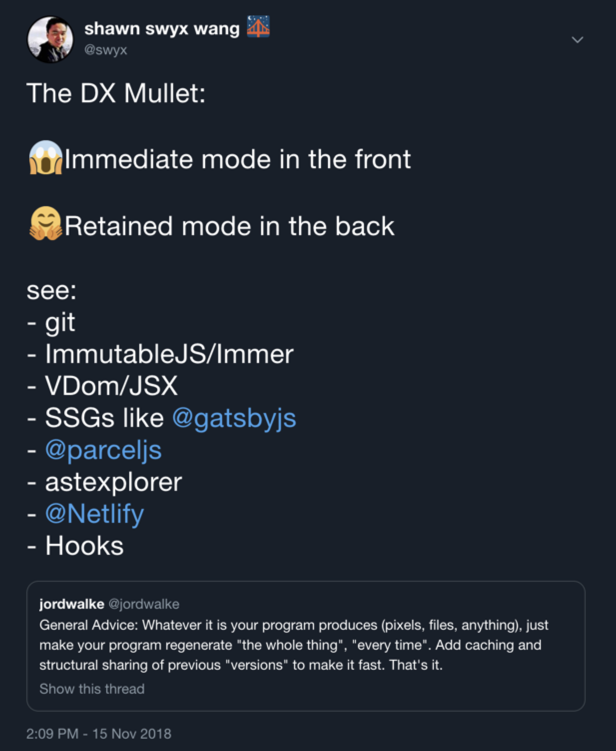 shawn swyx wang 🌉
@swyx
The DX Mullet:
😱Immediate mode in the front
🤗Retained mode in the back
see:
- git
- ImmutableJS/Immer
- VDom/JSX
- SSGs like @gatsbyjs
- @parceljs
- astexplorer
- @Netlify
- Hooks
jordwalke @jordwalke
General Advice: Whatever it is your program produces (pixels, files, anything), just
make your program regenerate "the whole thing", "every time". Add caching and
structural sharing of previous "versions" to make it fast. That's it.
Show this thread
2:09 PM - 15 Nov 2018